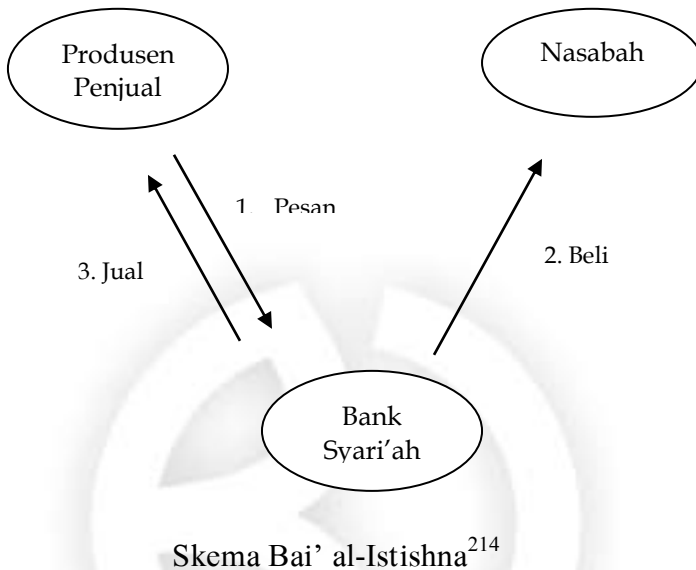 Produsen
Penjual
Nasabah
1. Pesan
3. Jual
2. Beli
Bank
Syari'ah
Skema Bai' al-Istishna214